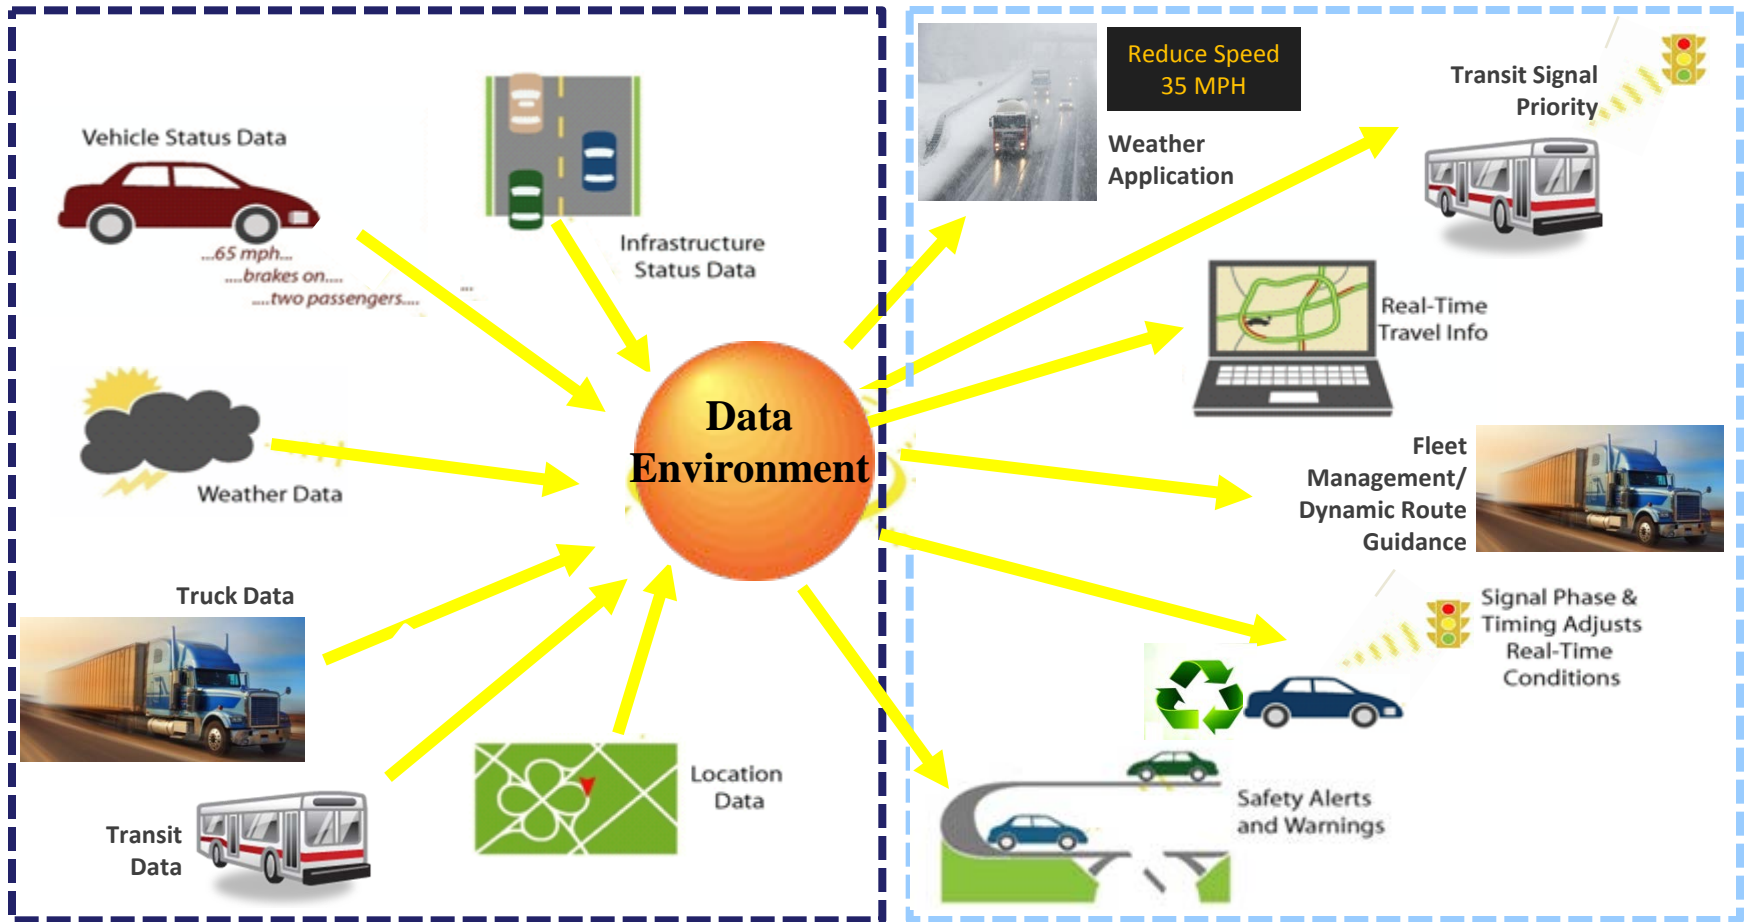 Vehicle Status Data
...65 mph...
....brakes on....
....two passengers....
...
Infrastructure
Status Data
Weather Data
Truck Data
Transit
Data
Location
Data
Data
Environment
Reduce Speed
35 MPH
Weather
Application
Transit Signal
Priority
Real-Time
Travel Info
Fleet
Management/
Dynamic Route
Guidance
Signal Phase &
Timing Adjusts
Real-Time
Conditions
Safety Alerts
and Warnings